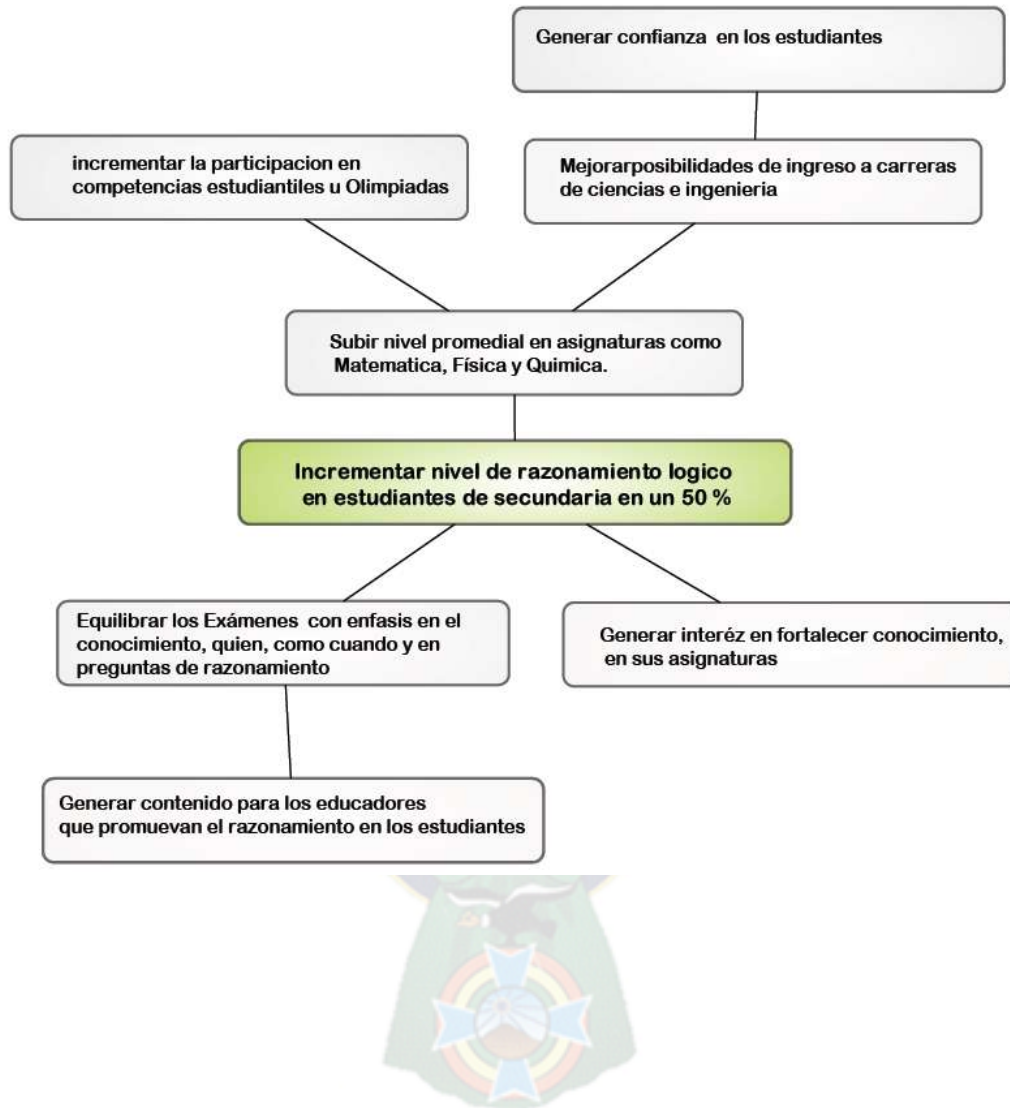 Generar confianza en los estudiantes
incrementar la participacion en
competencias estudiantiles u Olimpiadas
Mejorarposibilidades de ingreso a carreras
de ciencias e ingenieria
Subir nivel promedial en asignaturas como
Matematica, Física y Quimica.
Incrementar nivel de razonamiento logico
en estudiantes de secundaria en un 50 %
Equilibrar los Exámenes con enfasis en el
conocimiento, quien, como cuando y en
preguntas de razonamiento
Generar interéz en fortalecer conocimiento,
en sus asignaturas
Generar contenido para los educadores
que promuevan el razonamiento en los estudiantes